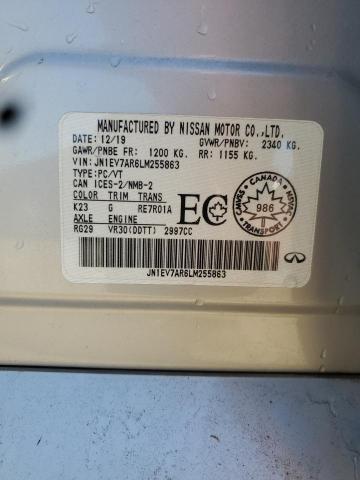 MANUFACTURED BY NISSAN MOTOR CO.,LTD.
DATE: 12/19 GVWR/PNBV: 2340 KG.
GAWR/PNBE FR: 1200 KG. RR: 1155 KG.
VIN: JN1EV7AR6LM255863
TYPE: PC/VT
CAN ICES-2/NMB-2
COLOR TRIM TRANS
K23 G RE7R01A
AXLE ENGINE
RG29 VR30(DDTT) 2997CC
EC
CANADA
CMVSS NSVAC
986
TRANSPORT
JN1EV7AR6LM255863